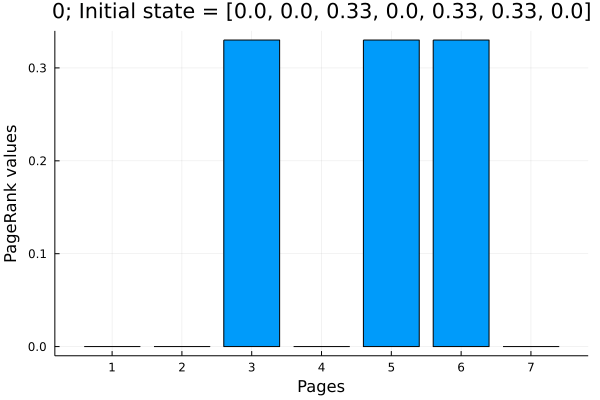 0; Initial state = [0.0, 0.0, 0.33, 0.0, 0.33, 0.33, 0.0]
PageRank values
0.3
0.2
0.1
0.0
1 2 3 4 5 6 7
Pages